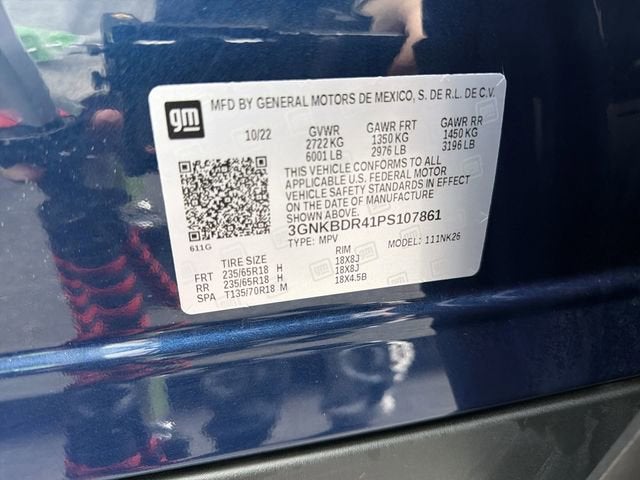 gm
MFD BY GENERAL MOTORS DE MEXICO, S. DE R.L. DE C.V.
10/22 GVWR GAWR FRT GAWR RR
2722 KG 1350 KG 1450 KG
6001 LB 2976 LB 3196 LB
THIS VEHICLE CONFORMS TO ALL
APPLICABLE U.S. FEDERAL MOTOR
VEHICLE SAFETY STANDARDS IN EFFECT
ON THE DATE OF MANUFACTURE
SHOWN ABOVE.
3GNKBDR41PS107861
611G TYPE: MPV MODEL: 111NK26
TIRE SIZE RIM
FRT 235/65R18 H 18X8J
RR 235/65R18 H 18X8J
SPA T135/70R18 M 18X4.5B